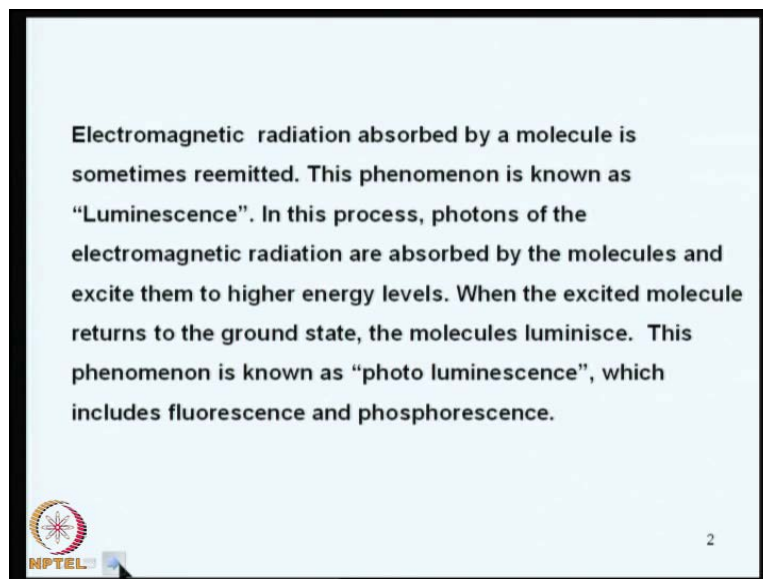 Electromagnetic radiation absorbed by a molecule is
sometimes reemitted. This phenomenon is known as
“Luminescence”. In this process, photons of the
electromagnetic radiation are absorbed by the molecules and
excite them to higher energy levels. When the excited molecule
returns to the ground state, the molecules luminisce. This
phenomenon is known as “photo luminescence”, which
includes fluorescence and phosphorescence.
2
NPTEL